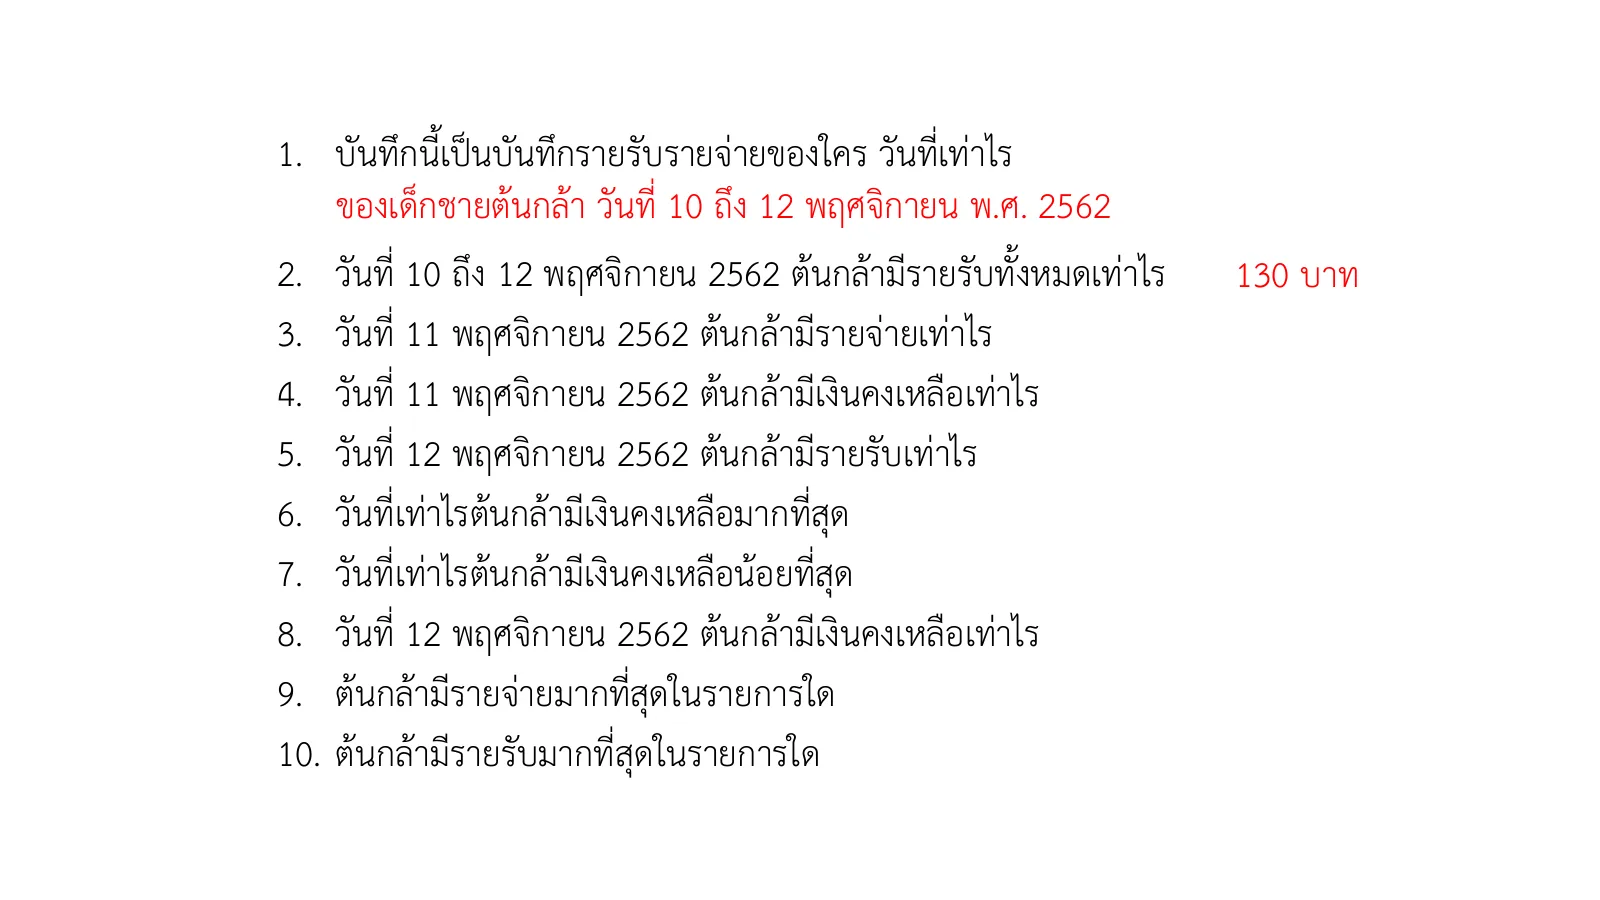 1. บันทึกนี้เป็นบันทึกรายรับรายจ่ายของใคร วันที่เท่าไร
ของเด็กชายต้นกล้า วันที่ 10 ถึง 12 พฤศจิกายน พ.ศ. 2562
2. วันที่ 10 ถึง 12 พฤศจิกายน 2562 ต้นกล้ามีรายรับทั้งหมดเท่าไร 130 บาท
3. วันที่ 11 พฤศจิกายน 2562 ต้นกล้ามีรายจ่ายเท่าไร
4. วันที่ 11 พฤศจิกายน 2562 ต้นกล้ามีเงินคงเหลือเท่าไร
5. วันที่ 12 พฤศจิกายน 2562 ต้นกล้ามีรายรับเท่าไร
6. วันที่เท่าไรต้นกล้ามีเงินคงเหลือมากที่สุด
7. วันที่เท่าไรต้นกล้ามีเงินคงเหลือน้อยที่สุด
8. วันที่ 12 พฤศจิกายน 2562 ต้นกล้ามีเงินคงเหลือเท่าไร
9. ต้นกล้ามีรายจ่ายมากที่สุดในรายการใด
10. ต้นกล้ามีรายรับมากที่สุดในรายการใด